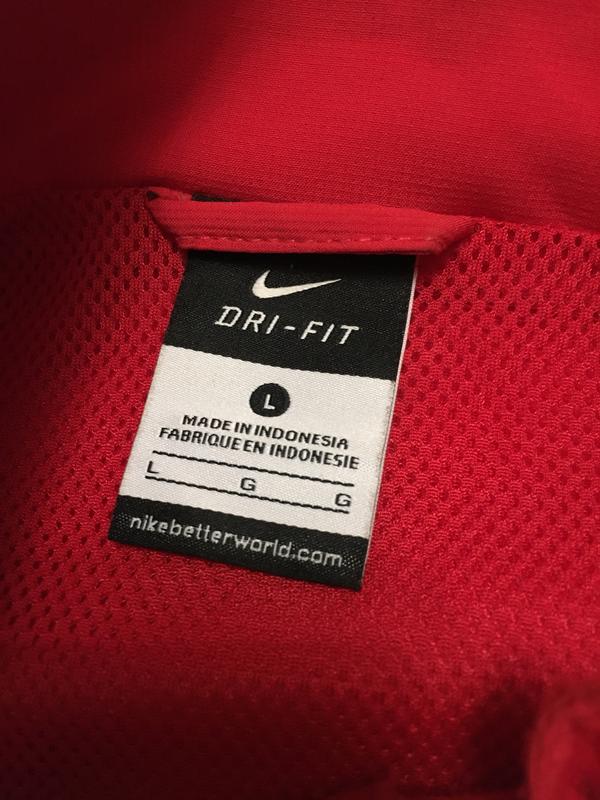 DRI-FIT
L
MADE IN INDONESIA
FABRIQUE EN INDONESIE
L G G
nikebetterworld.com